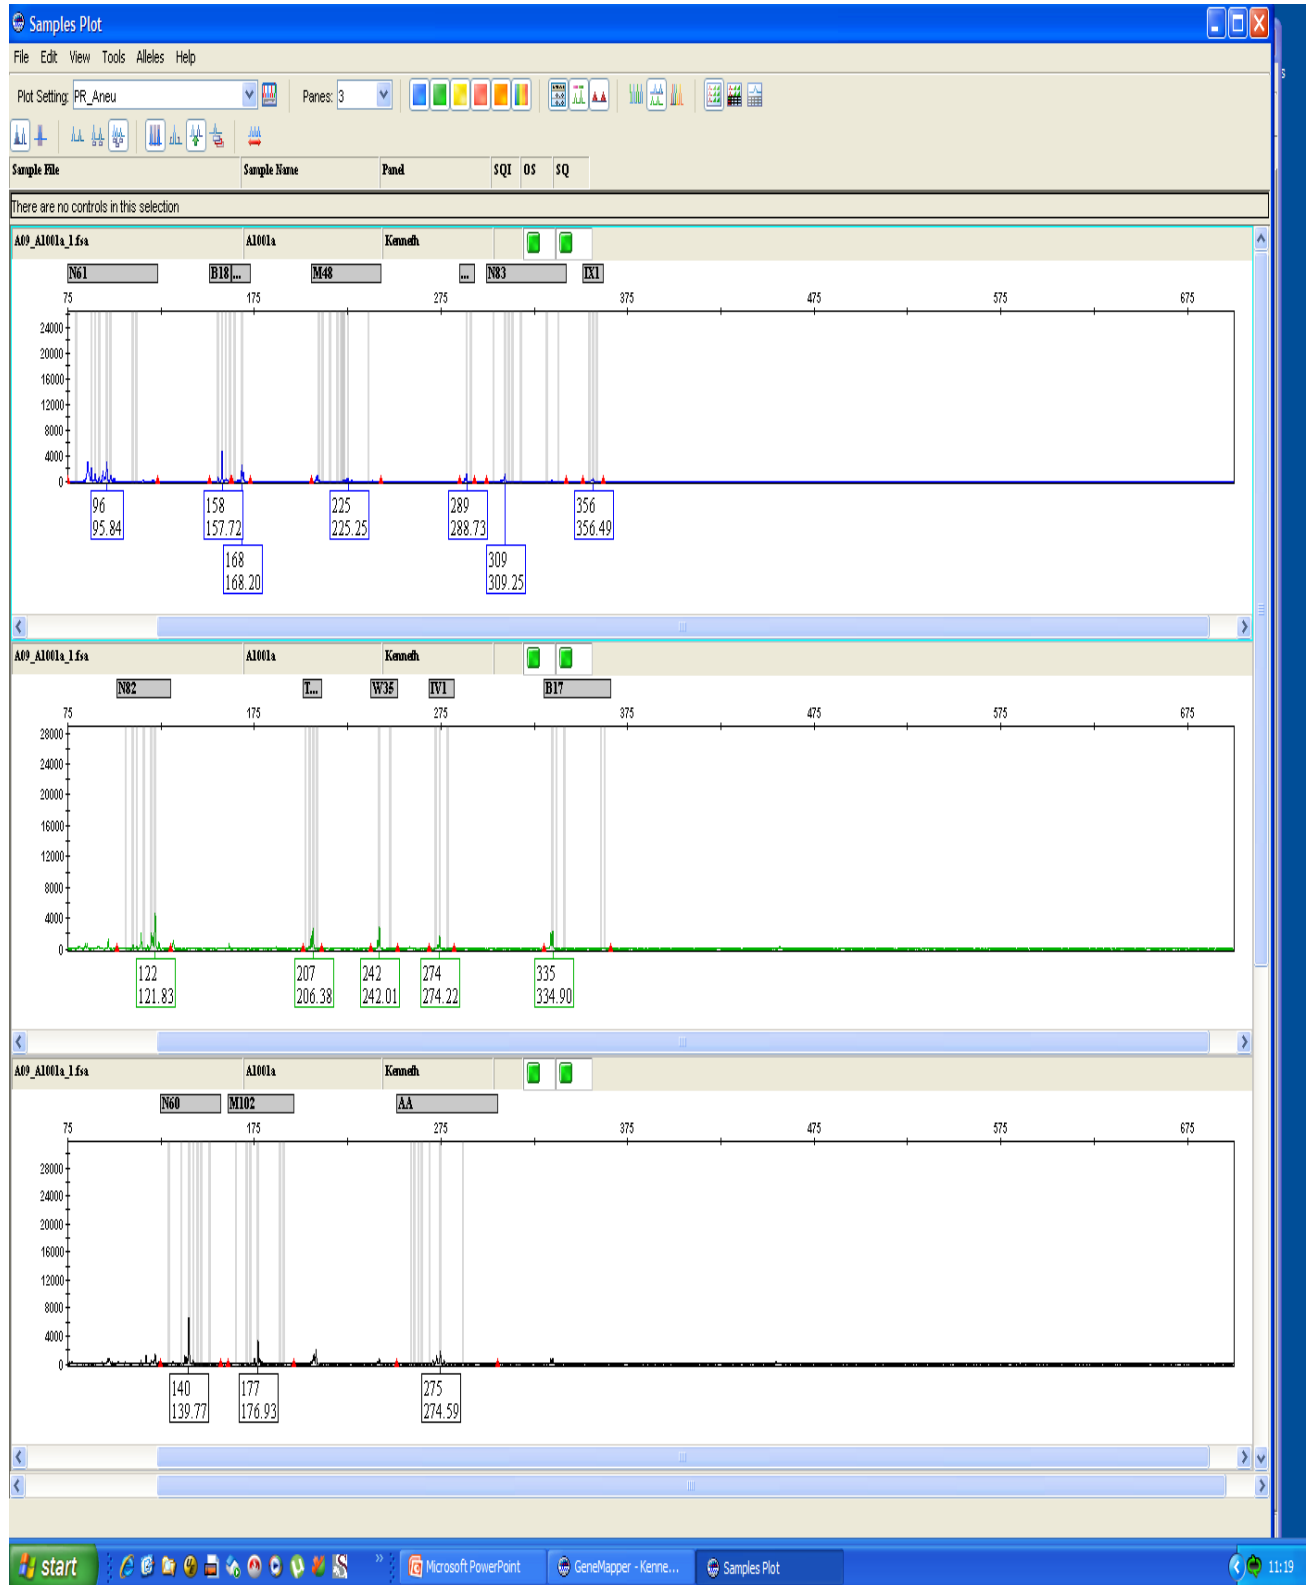 Samples Plot
File Edit View Tools Alleles Help
Plot Setting: PR_Aneu Panes: 3
Sample File Sample Name Panel SQI OS SQ
There are no controls in this selection
A09_A1001a_1.fsa A1001a Kenneth
N61 B18 ... M48 ... N83 IX1
75 175 275 375 475 575 675
24000
20000
16000
12000
8000
4000
0
96 158 225 289 356
95.84 157.72 225.25 288.73 356.49
168 309
168.20 309.25
A09_A1001a_1.fsa A1001a Kenneth
N82 T... W35 IV1 B17
75 175 275 375 475 575 675
28000
24000
20000
16000
12000
8000
4000
0
122 207 242 274 335
121.83 206.38 242.01 274.22 334.90
A09_A1001a_1.fsa A1001a Kenneth
N60 M102 AA
75 175 275 375 475 575 675
28000
24000
20000
16000
12000
8000
4000
0
140 177 275
139.77 176.93 274.59
start Microsoft PowerPoint GeneMapper - Kenne... Samples Plot 11:19